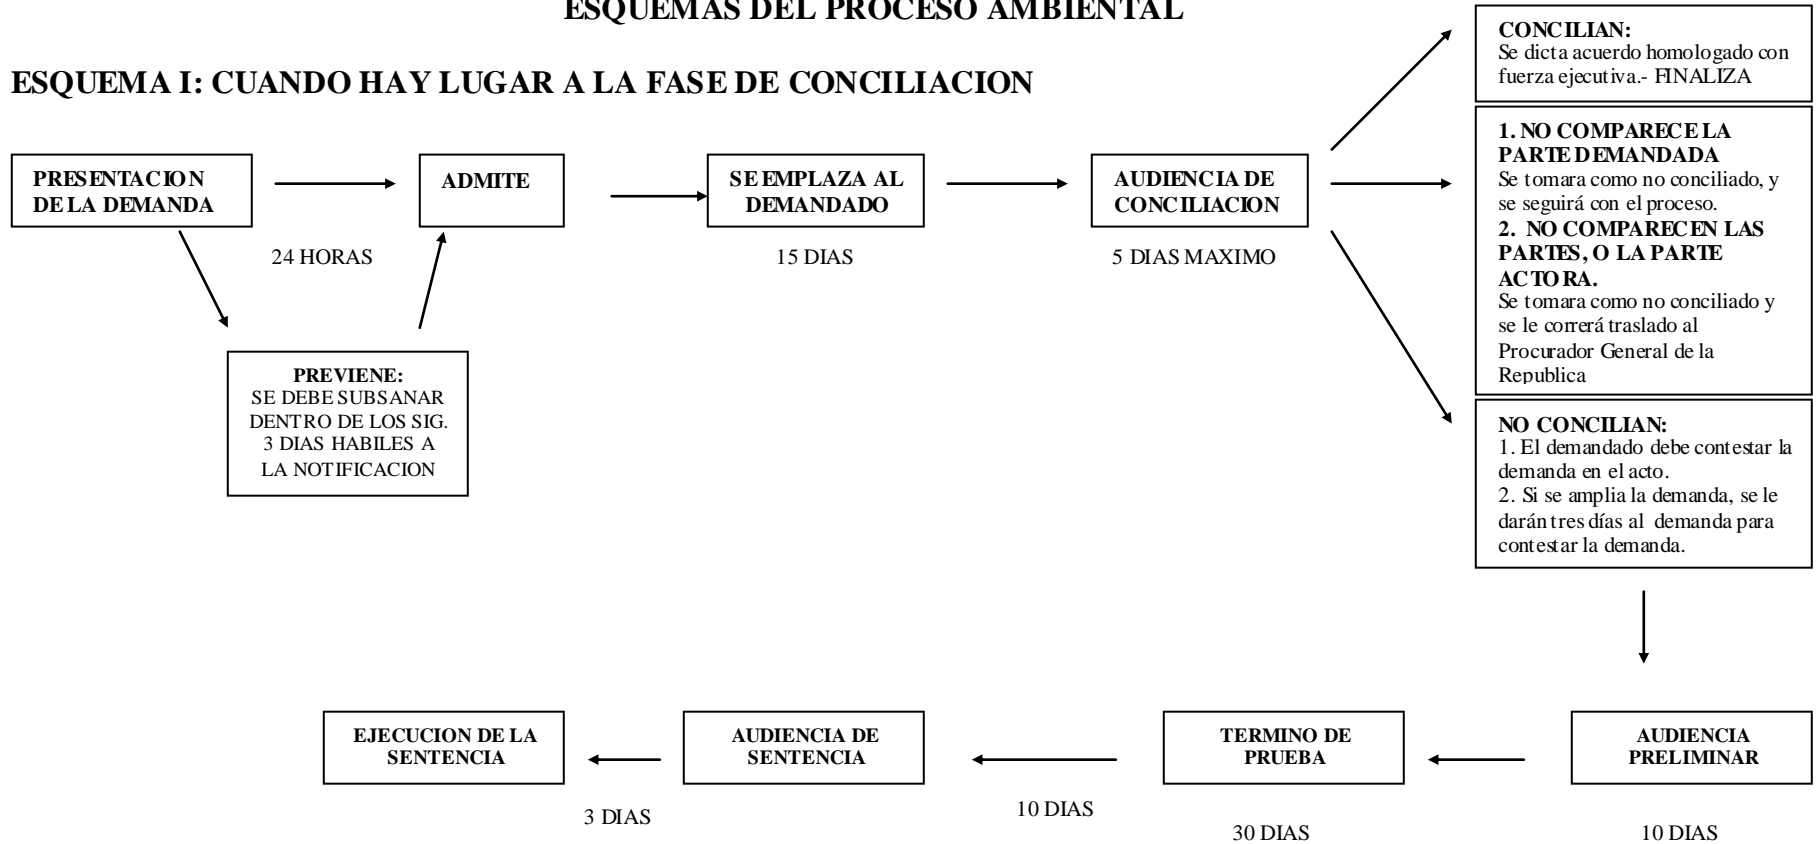 ESQUEMAS DEL PROCESO AMBIENTAL
ESQUEMA I: CUANDO HAY LUGAR A LA FASE DE CONCILIACION
PRESENTACION
DE LA DEMANDA
24 HORAS
ADMITE
PREVIENE:
SE DEBE SUBSANAR
DENTRO DE LOS SIG.
3 DIAS HABILES A
LA NOTIFICACION
SE EMPLAZA AL
DEMANDADO
15 DIAS
AUDIENCIA DE
CONCILIACION
5 DIAS MAXIMO
CONCILIAN:
Se dicta acuerdo homologado con
fuerza ejecutiva.- FINALIZA
1. NO COMPARECE LA
PARTE DEMANDADA
Se tomara como no conciliado, y
se seguirá con el proceso.
2. NO COMPARECEN LAS
PARTES, O LA PARTE
ACTORA.
Se tomara como no conciliado y
se le correrá traslado al
Procurador General de la
Republica
NO CONCILIAN:
1. El demandado debe contestar la
demanda en el acto.
2. Si se amplia la demanda, se le
darán tres días al demanda para
contestar la demanda.
AUDIENCIA
PRELIMINAR
10 DIAS
TERMINO DE
PRUEBA
30 DIAS
10 DIAS
AUDIENCIA DE
SENTENCIA
3 DIAS
EJECUCION DE LA
SENTENCIA